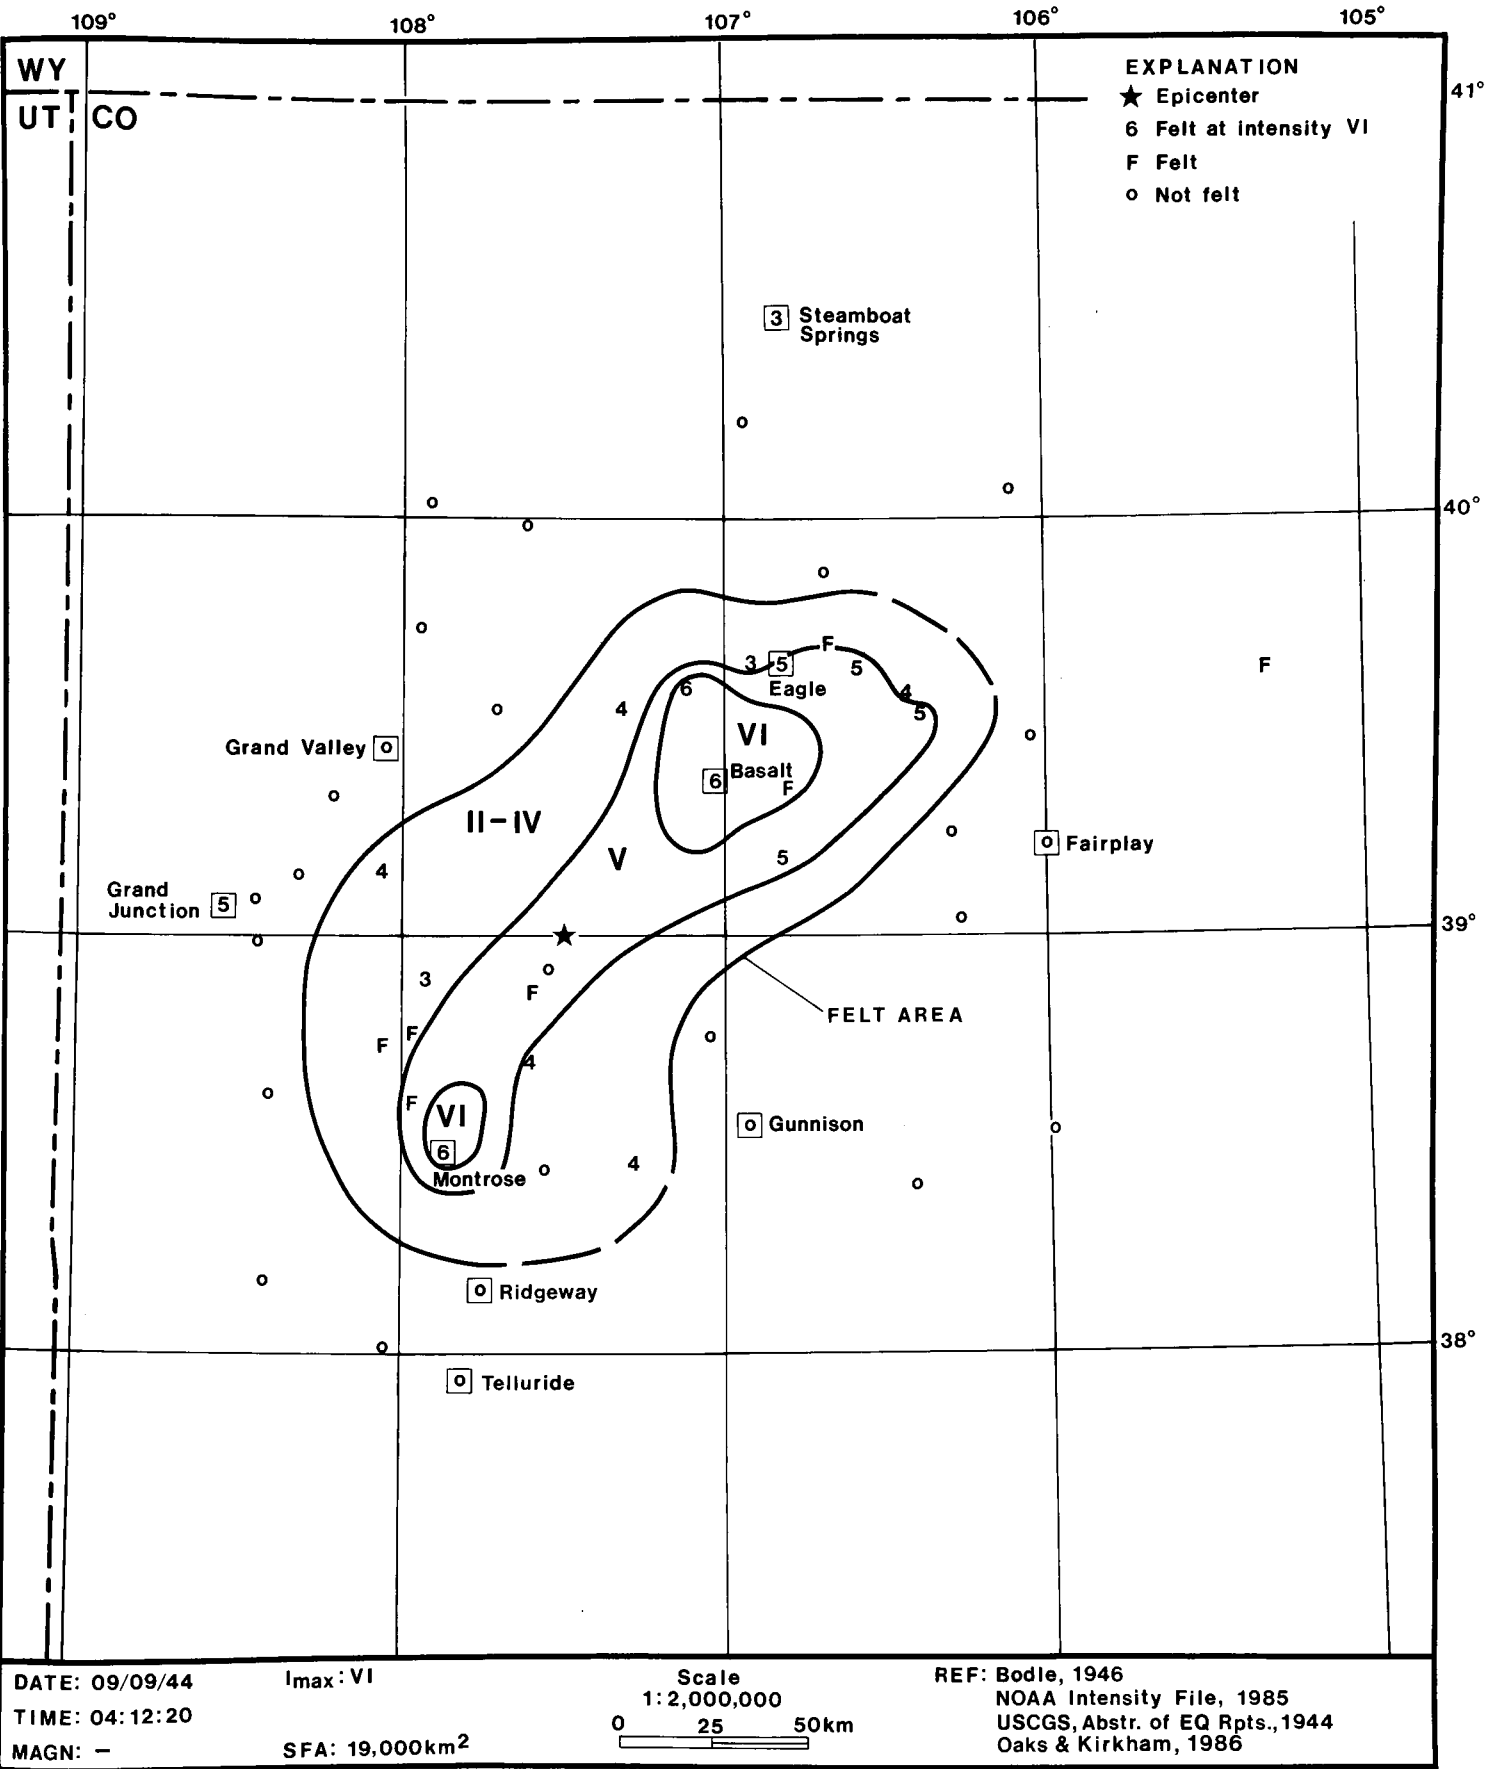 109° 108° 107° 106° 105°
WY
UT CO
EXPLANATION
★ Epicenter
6 Felt at intensity VI
F Felt
o Not felt
41°
3 Steamboat
Springs
o
o
o
40°
o
o
o
F
F
3 5 5
Eagle
6 4
4 5
o
VI
o
Grand Valley o
Basalt
6
F
o
II-IV
o
o Fairplay
V
5
4
o
Grand
Junction 5
o
o
39°
o
o
3
F
FELT AREA
F
F
o
4
o
F
VI
o Gunnison
o
6
Montrose
o
4
o
o
o Ridgeway
o
38°
o Telluride
DATE: 09/09/44
TIME: 04:12:20
MAGN: –
Imax: VI
SFA: 19,000km2
Scale
1:2,000,000
0 25 50km
REF: Bodle, 1946
NOAA Intensity File, 1985
USCGS, Abstr. of EQ Rpts., 1944
Oaks & Kirkham, 1986